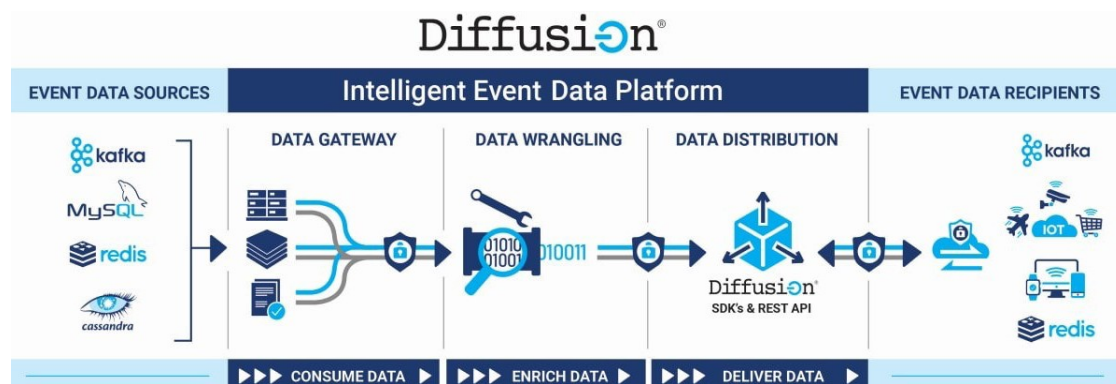 Diffusion®
EVENT DATA SOURCES
Intelligent Event Data Platform
EVENT DATA RECIPIENTS
kafka
MySQL
redis
cassandra
DATA GATEWAY
DATA WRANGLING
DATA DISTRIBUTION
01010
01001
010011
Diffusion®
SDK's & REST API
kafka
IOT
redis
CONSUME DATA
ENRICH DATA
DELIVER DATA